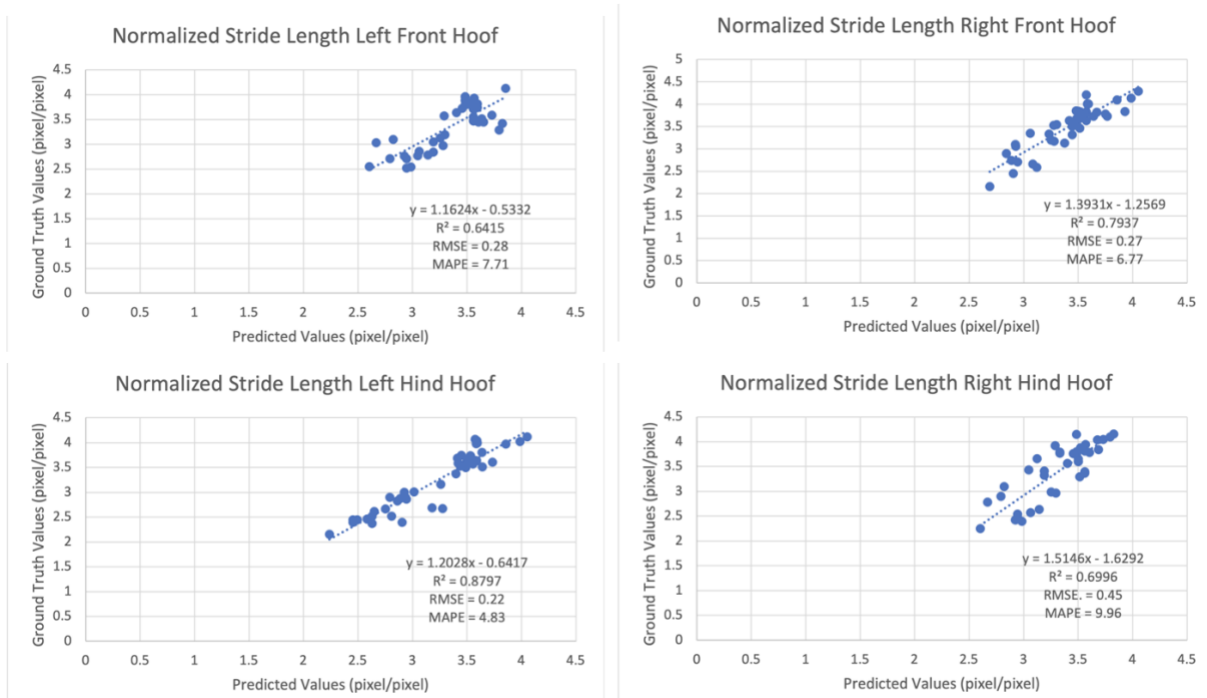 Normalized Stride Length Left Front Hoof
Ground Truth Values (pixel/pixel)
4.5
4
3.5
3
2.5
2
1.5
1
0.5
0
y = 1.1624x - 0.5332
R² = 0.6415
RMSE = 0.28
MAPE = 7.71
0 0.5 1 1.5 2 2.5 3 3.5 4 4.5
Predicted Values (pixel/pixel)
Normalized Stride Length Right Front Hoof
Ground Truth Values (pixel/pixel)
5
4.5
4
3.5
3
2.5
2
1.5
1
0.5
0
y = 1.3931x - 1.2569
R² = 0.7937
RMSE = 0.27
MAPE = 6.77
0 0.5 1 1.5 2 2.5 3 3.5 4 4.5
Predicted Values (pixel/pixel)
Normalized Stride Length Left Hind Hoof
Ground Truth Values (pixel/pixel)
4.5
4
3.5
3
2.5
2
1.5
1
0.5
0
y = 1.2028x - 0.6417
R² = 0.8797
RMSE = 0.22
MAPE = 4.83
0 0.5 1 1.5 2 2.5 3 3.5 4 4.5
Predicted Values (pixel/pixel)
Normalized Stride Length Right Hind Hoof
Ground Truth Values (pixel/pixel)
4.5
4
3.5
3
2.5
2
1.5
1
0.5
0
y = 1.5146x - 1.6292
R² = 0.6996
RMSE. = 0.45
MAPE = 9.96
0 0.5 1 1.5 2 2.5 3 3.5 4 4.5
Predicted Values (pixel/pixel)